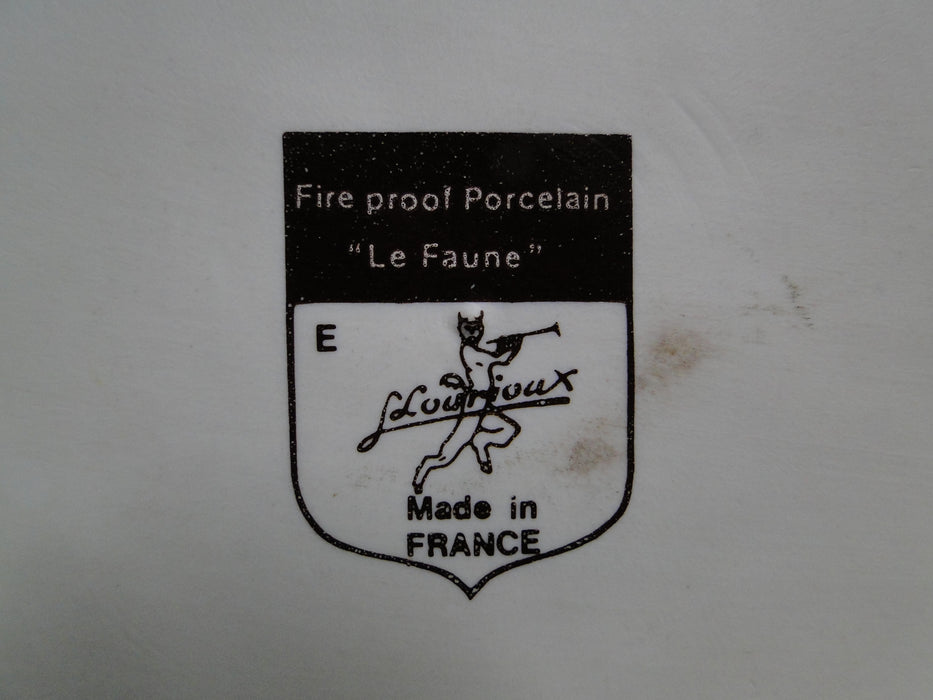 Fire proof Porcelain
“Le Faune”
E
Lourioux
Made in
FRANCE